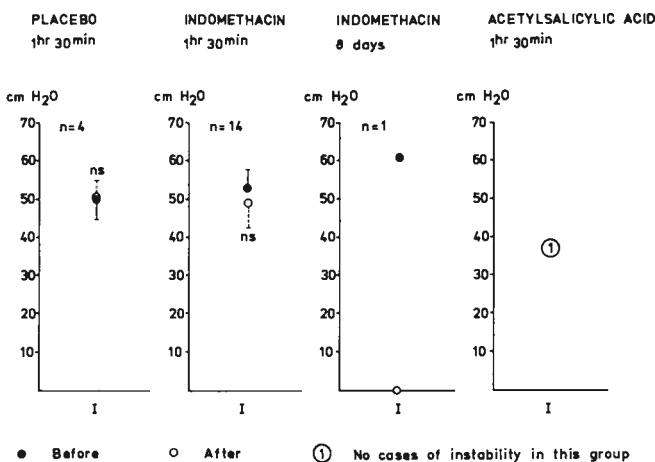 PLACEBO
1hr 30min
INDOMETHACIN
1hr 30min
INDOMETHACIN
8 days
ACETYLSALICYLIC ACID
1hr 30min
cm H2O
70
60
50
40
30
20
10
n=4
ns
I
cm H2O
70
60
50
40
30
20
10
n=14
ns
I
cm H2O
70
60
50
40
30
20
10
n=1
I
cm H2O
70
60
50
40
30
20
10
1
I
● Before
○ After
① No cases of instability in this group